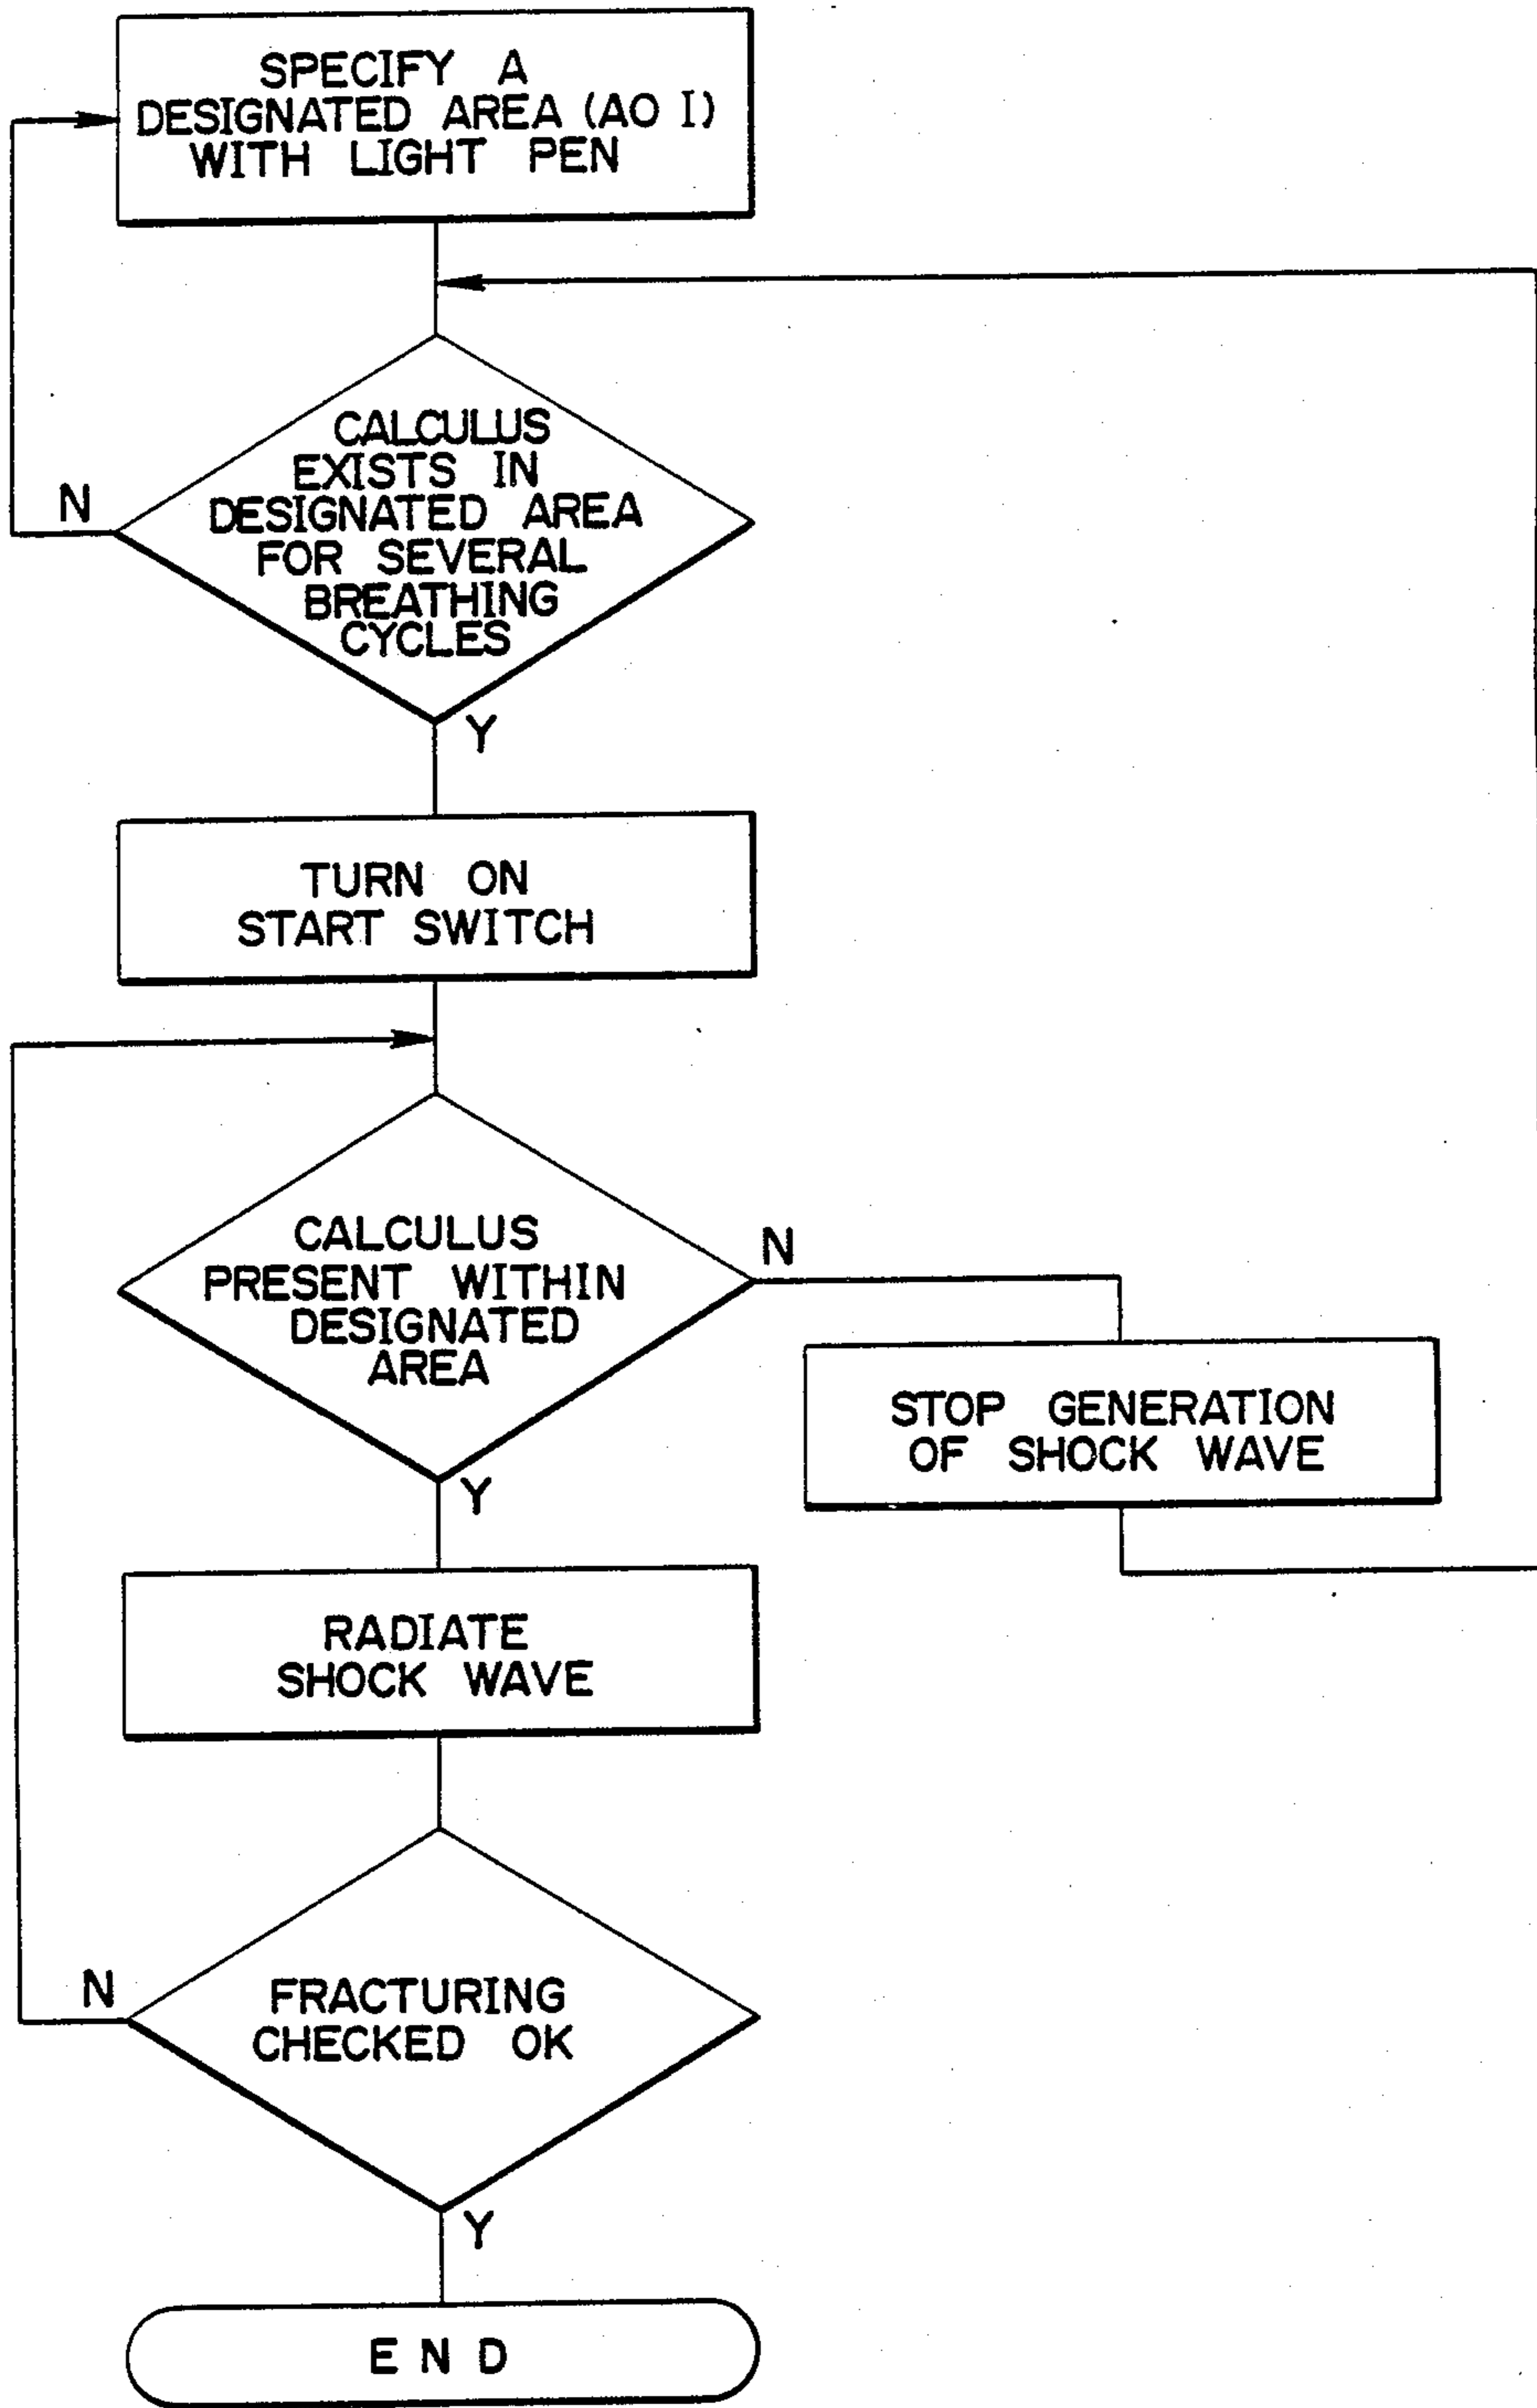 SPECIFY A
DESIGNATED AREA (AO I)
WITH LIGHT PEN
CALCULUS
EXISTS IN
DESIGNATED AREA
FOR SEVERAL
BREATHING
CYCLES
N
Y
TURN ON
START SWITCH
CALCULUS
PRESENT WITHIN
DESIGNATED
AREA
N
Y
STOP GENERATION
OF SHOCK WAVE
RADIATE
SHOCK WAVE
FRACTURING
CHECKED OK
N
Y
END